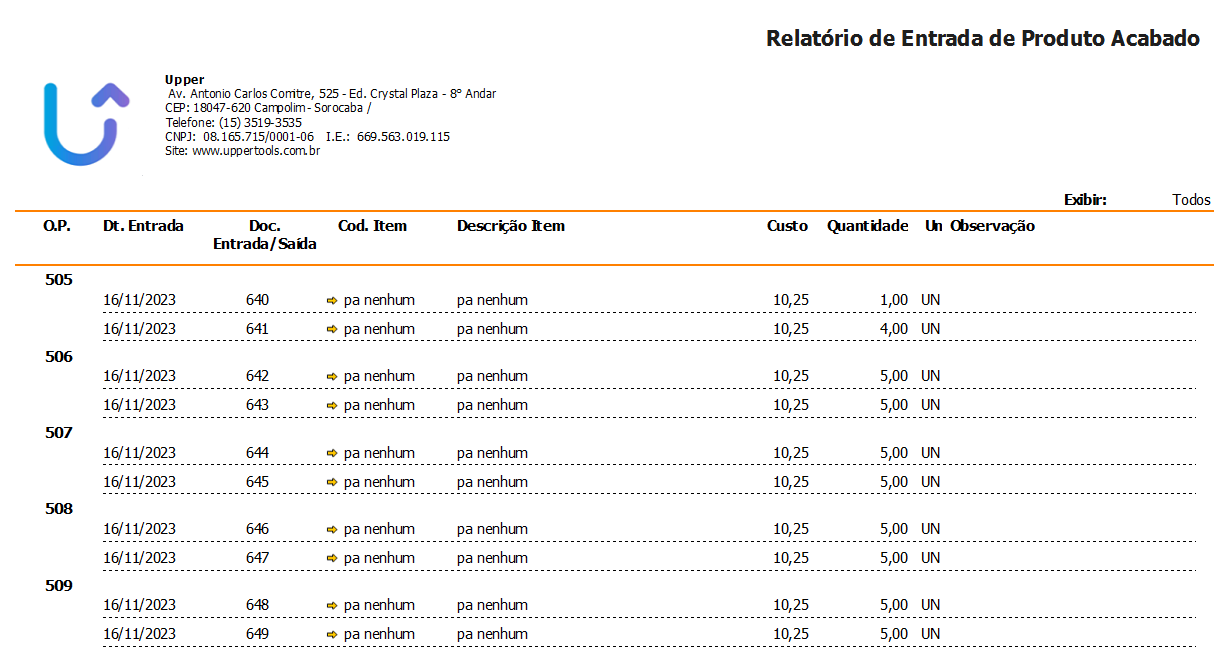 Relatório de Entrada de Produto Acabado
Upper
Av. Antonio Carlos Comitre, 525 - Ed. Crystal Plaza - 8º Andar
CEP: 18047-620 Campolim - Sorocaba /
Telefone: (15) 3519-3535
CNPJ: 08.165.715/0001-06 I.E.: 669.563.019.115
Site: www.uppertools.com.br
Exibir: Todos
O.P. Dt. Entrada Doc. Cod. Item Descrição Item Custo Quantidade Un Observação
Entrada/Saída
505
16/11/2023 640 pa nenhum pa nenhum 10,25 1,00 UN
16/11/2023 641 pa nenhum pa nenhum 10,25 4,00 UN
506
16/11/2023 642 pa nenhum pa nenhum 10,25 5,00 UN
16/11/2023 643 pa nenhum pa nenhum 10,25 5,00 UN
507
16/11/2023 644 pa nenhum pa nenhum 10,25 5,00 UN
16/11/2023 645 pa nenhum pa nenhum 10,25 5,00 UN
508
16/11/2023 646 pa nenhum pa nenhum 10,25 5,00 UN
16/11/2023 647 pa nenhum pa nenhum 10,25 5,00 UN
509
16/11/2023 648 pa nenhum pa nenhum 10,25 5,00 UN
16/11/2023 649 pa nenhum pa nenhum 10,25 5,00 UN